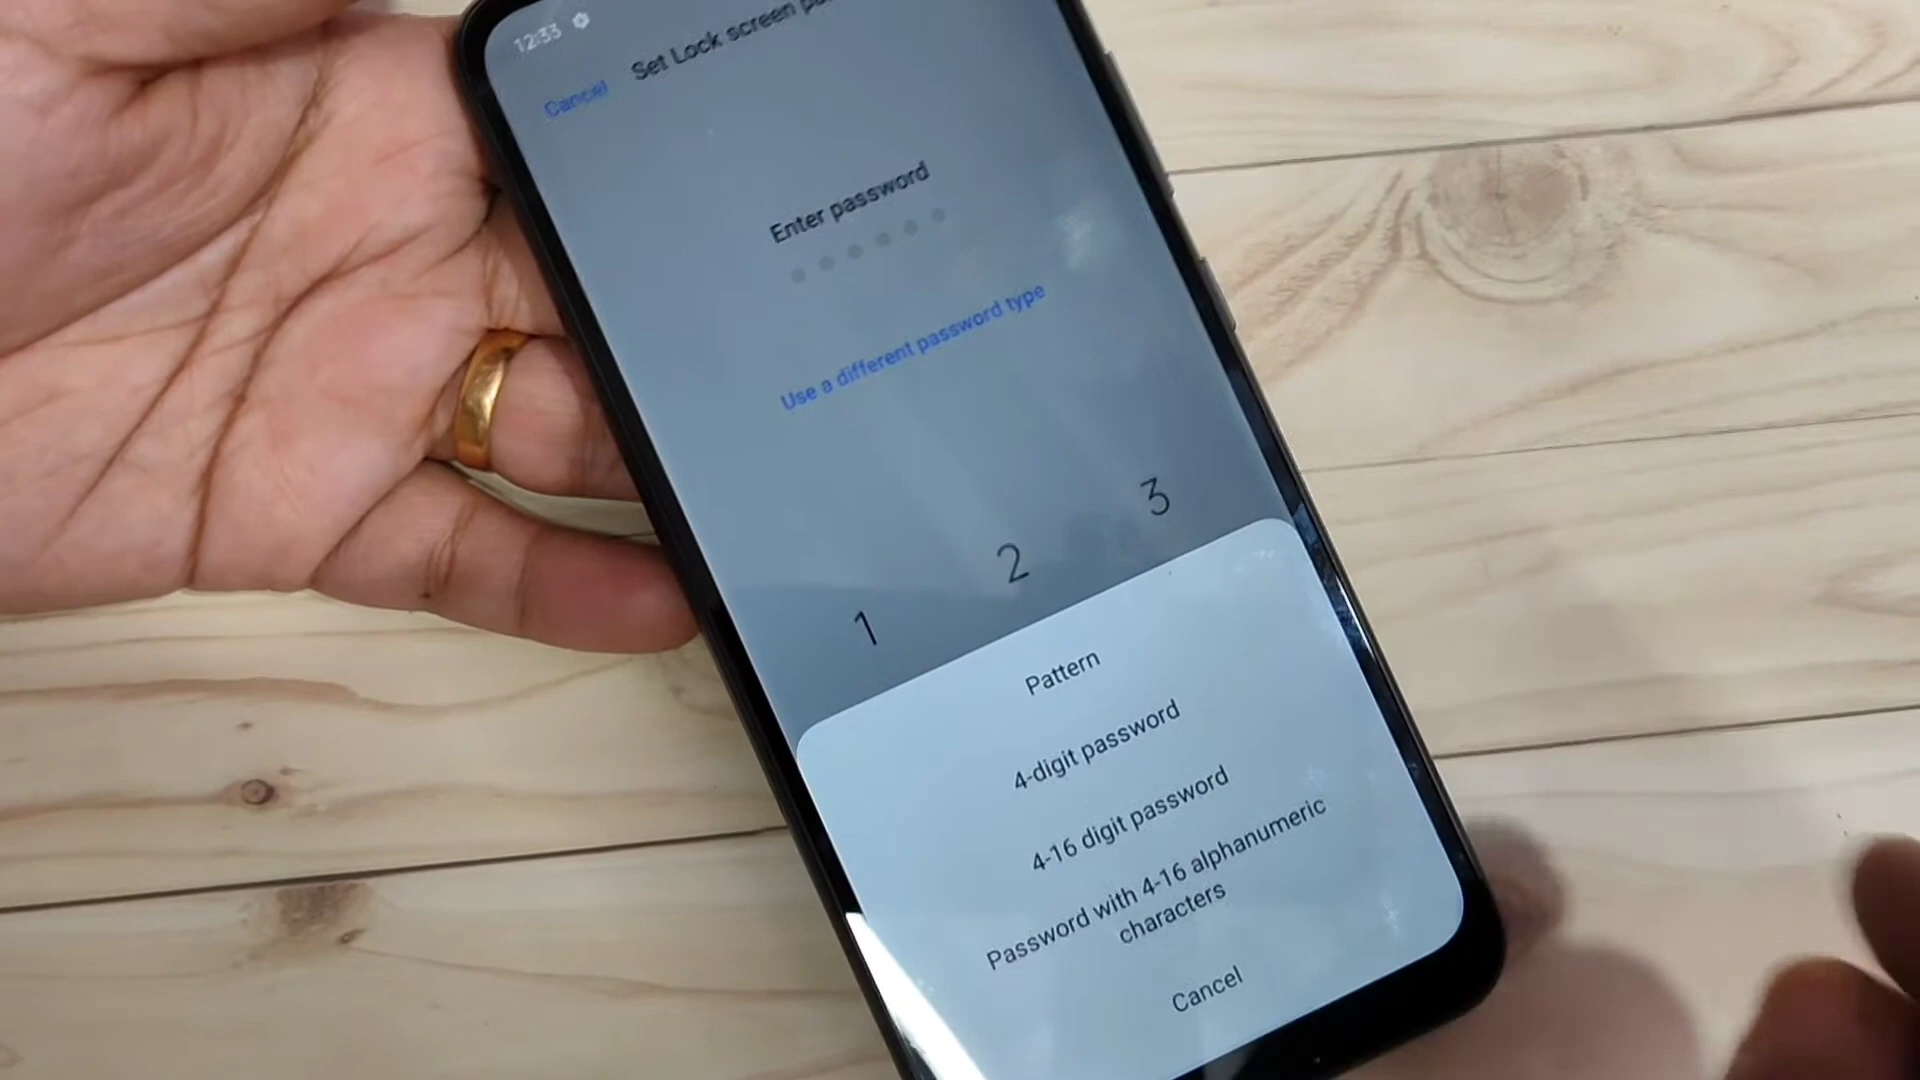 12:33
Cancel
Set Lock screen
Enter password
Use a different password type
1
2
3
Pattern
4-digit password
4-16 digit password
Password with 4-16 alphanumeric
characters
Cancel